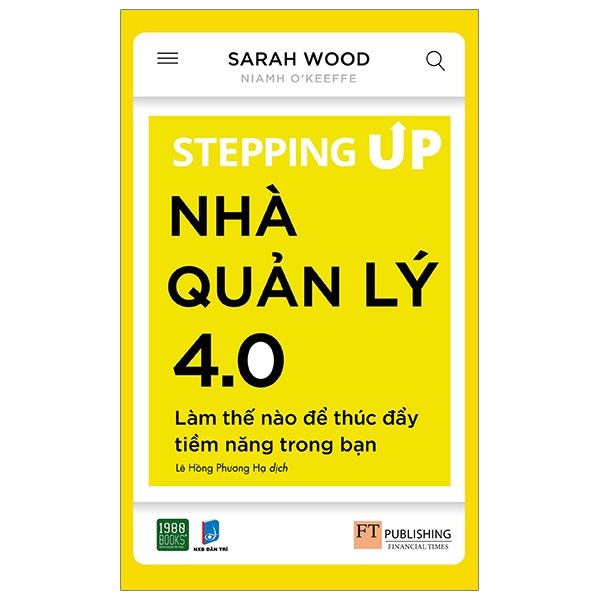 SARAH WOOD
NIAMH O'KEEFFE
STEPPING UP
NHÀ
QUẢN LÝ
4.0
Làm thế nào để thúc đẩy
tiềm năng trong bạn
Lê Hồng Phương Hạ dịch
1980
BOOKS
NXB DÂN TRÍ
FT PUBLISHING
FINANCIAL TIMES